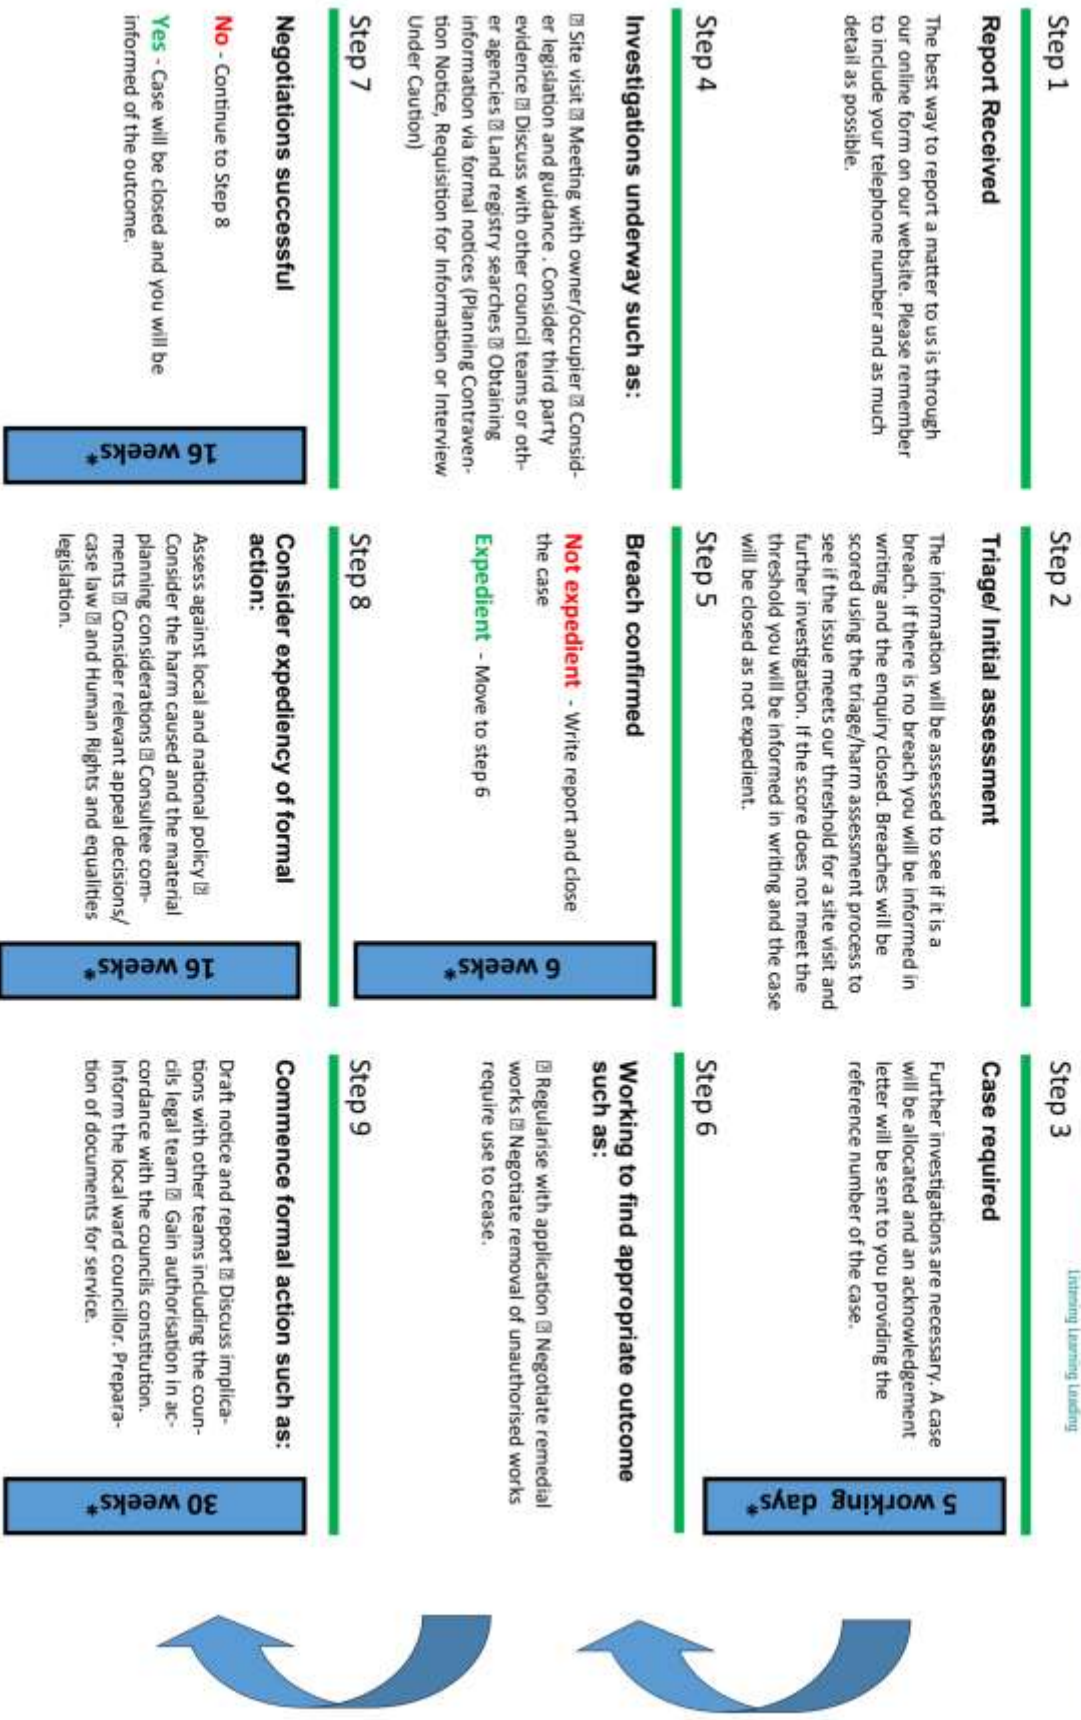 Listening Learning Leading
Step 1
Report Received
The best way to report a matter to us is through
our online form on our website. Please remember
to include your telephone number and as much
detail as possible.
Step 2
Triage/ Initial assessment
The information will be assessed to see if it is a
breach. If there is no breach you will be informed in
writing and the enquiry closed. Breaches will be
scored using the triage/harm assessment process to
see if the issue meets our threshold for a site visit and
further investigation. If the score does not meet the
threshold you will be informed in writing and the case
will be closed as not expedient.
Step 3
Case required
Further investigations are necessary. A case
will be allocated and an acknowledgement
letter will be sent to you providing the
reference number of the case.
5 working days*
Step 4
Investigations underway such as:
⍰ Site visit ⍰ Meeting with owner/occupier ⍰ Consid-
er legislation and guidance . Consider third party
evidence ⍰ Discuss with other council teams or oth-
er agencies ⍰ Land registry searches ⍰ Obtaining
information via formal notices (Planning Contraven-
tion Notice, Requisition for Information or Interview
Under Caution)
Step 5
Breach confirmed
Not expedient - Write report and close
the case
Expedient - Move to step 6
6 weeks*
Step 6
Working to find appropriate outcome
such as:
⍰ Regularise with application ⍰ Negotiate remedial
works ⍰ Negotiate removal of unauthorised works
require use to cease.
Step 7
Negotiations successful
No - Continue to Step 8
Yes - Case will be closed and you will be
informed of the outcome.
16 weeks*
Step 8
Consider expediency of formal
action:
Assess against local and national policy ⍰
Consider the harm caused and the material
planning considerations ⍰ Consultee com-
ments ⍰ Consider relevant appeal decisions/
case law ⍰ and Human Rights and equalities
legislation.
16 weeks*
Step 9
Commence formal action such as:
Draft notice and report ⍰ Discuss implica-
tions with other teams including the coun-
cils legal team ⍰ Gain authorisation in ac-
cordance with the councils constitution.
Inform the local ward councillor. Prepara-
tion of documents for service.
30 weeks*